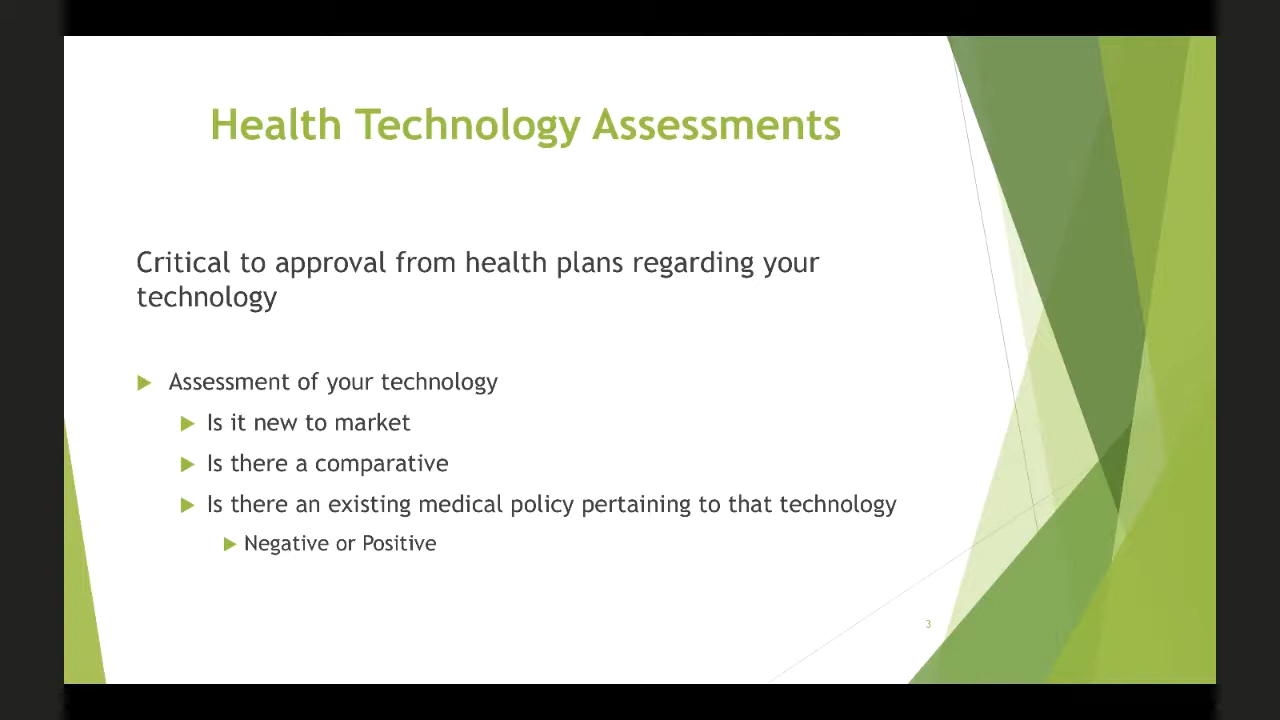 Health Technology Assessments
Critical to approval from health plans regarding your
technology
Assessment of your technology
Is it new to market
Is there a comparative
Is there an existing medical policy pertaining to that technology
Negative or Positive
3